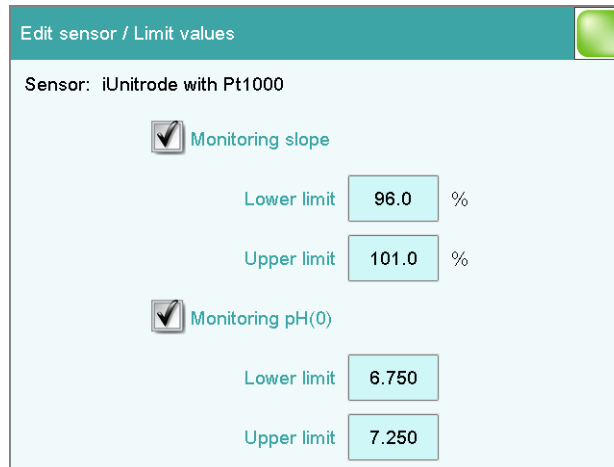 Edit sensor / Limit values
Sensor: iUnitrode with Pt1000
Monitoring slope
Lower limit 96.0 %
Upper limit 101.0 %
Monitoring pH(0)
Lower limit 6.750
Upper limit 7.250